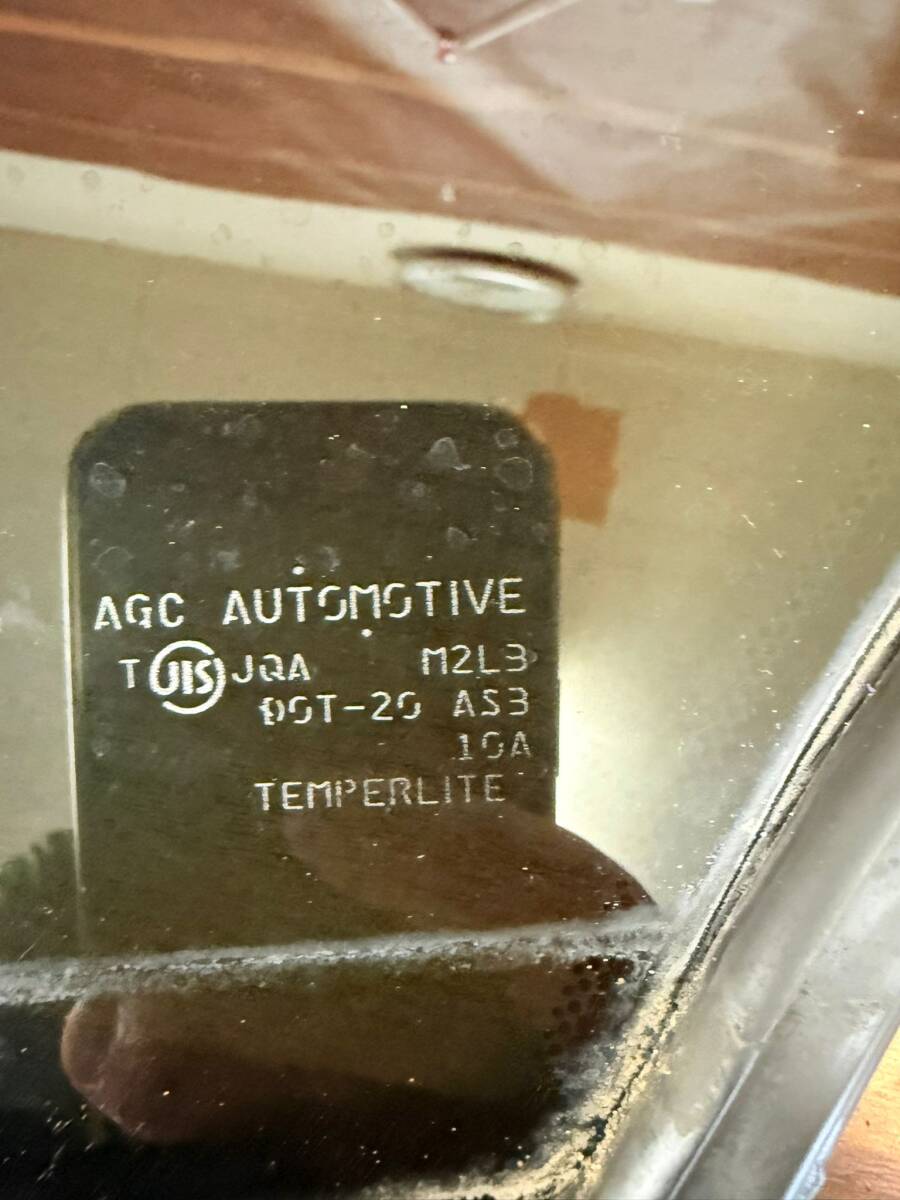 AGC AUTOMOTIVE
T JIS JQA M2L3
DOT-20 AS3
10A
TEMPERLITE